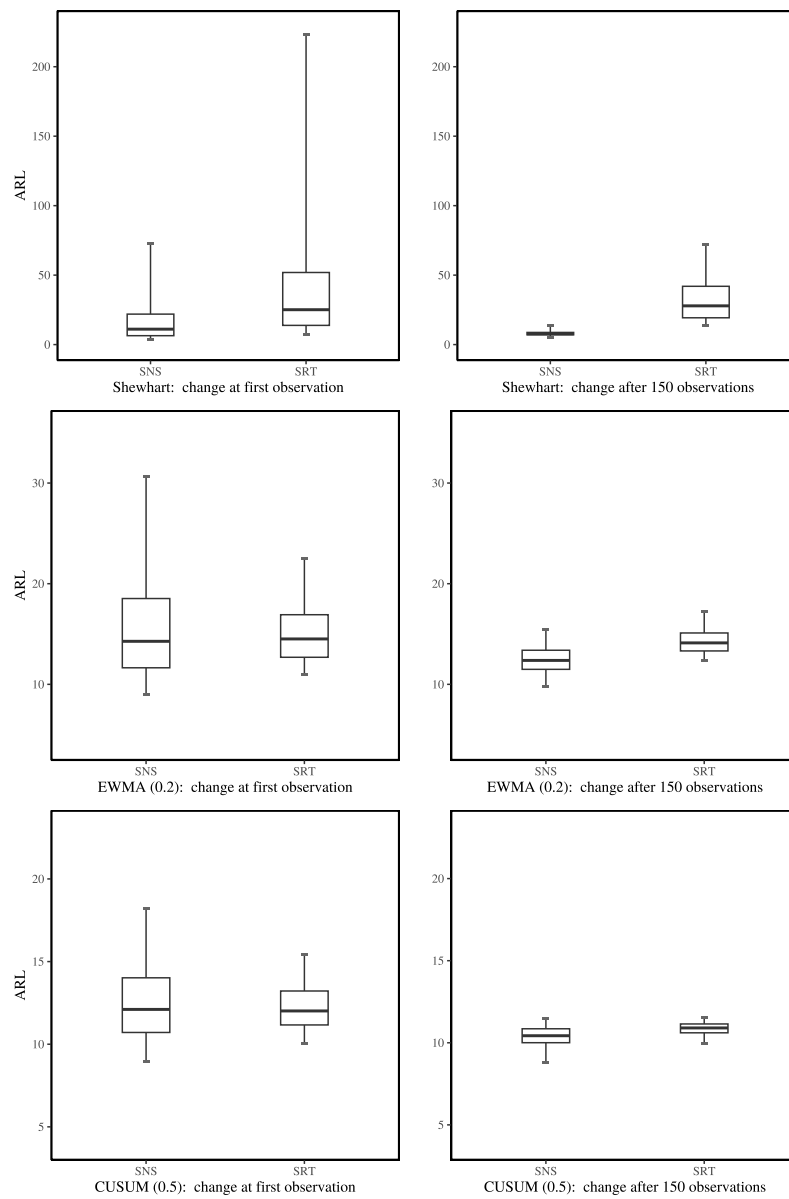 200
150
100
50
0
ARL
SNS
SRT
Shewhart: change at first observation
200
150
100
50
0
SNS
SRT
Shewhart: change after 150 observations
30
20
10
ARL
SNS
SRT
EWMA (0.2): change at first observation
30
20
10
SNS
SRT
EWMA (0.2): change after 150 observations
20
15
10
5
ARL
SNS
SRT
CUSUM (0.5): change at first observation
20
15
10
5
SNS
SRT
CUSUM (0.5): change after 150 observations